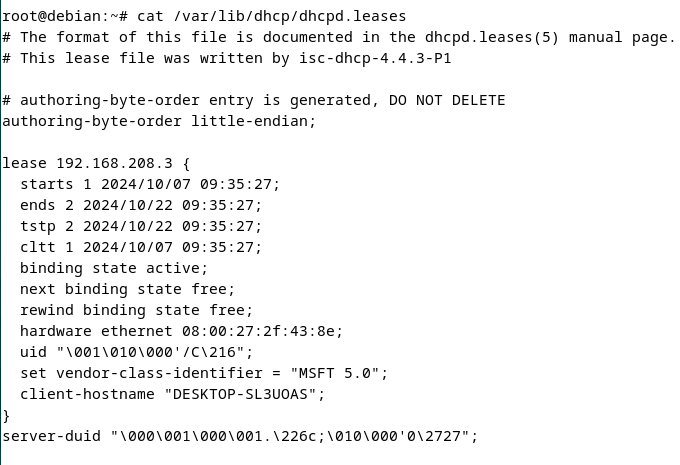 root@debian:~# cat /var/lib/dhcp/dhcpd.leases
# The format of this file is documented in the dhcpd.leases(5) manual page.
# This lease file was written by isc-dhcp-4.4.3-P1
# authoring-byte-order entry is generated, DO NOT DELETE
authoring-byte-order little-endian;
lease 192.168.208.3 {
  starts 1 2024/10/07 09:35:27;
  ends 2 2024/10/22 09:35:27;
  tstp 2 2024/10/22 09:35:27;
  cltt 1 2024/10/07 09:35:27;
  binding state active;
  next binding state free;
  rewind binding state free;
  hardware ethernet 08:00:27:2f:43:8e;
  uid "\001\010\000'/C\216";
  set vendor-class-identifier = "MSFT 5.0";
  client-hostname "DESKTOP-SL3UOAS";
}
server-duid "\000\001\000\001.\226c;\010\000'0\2727";